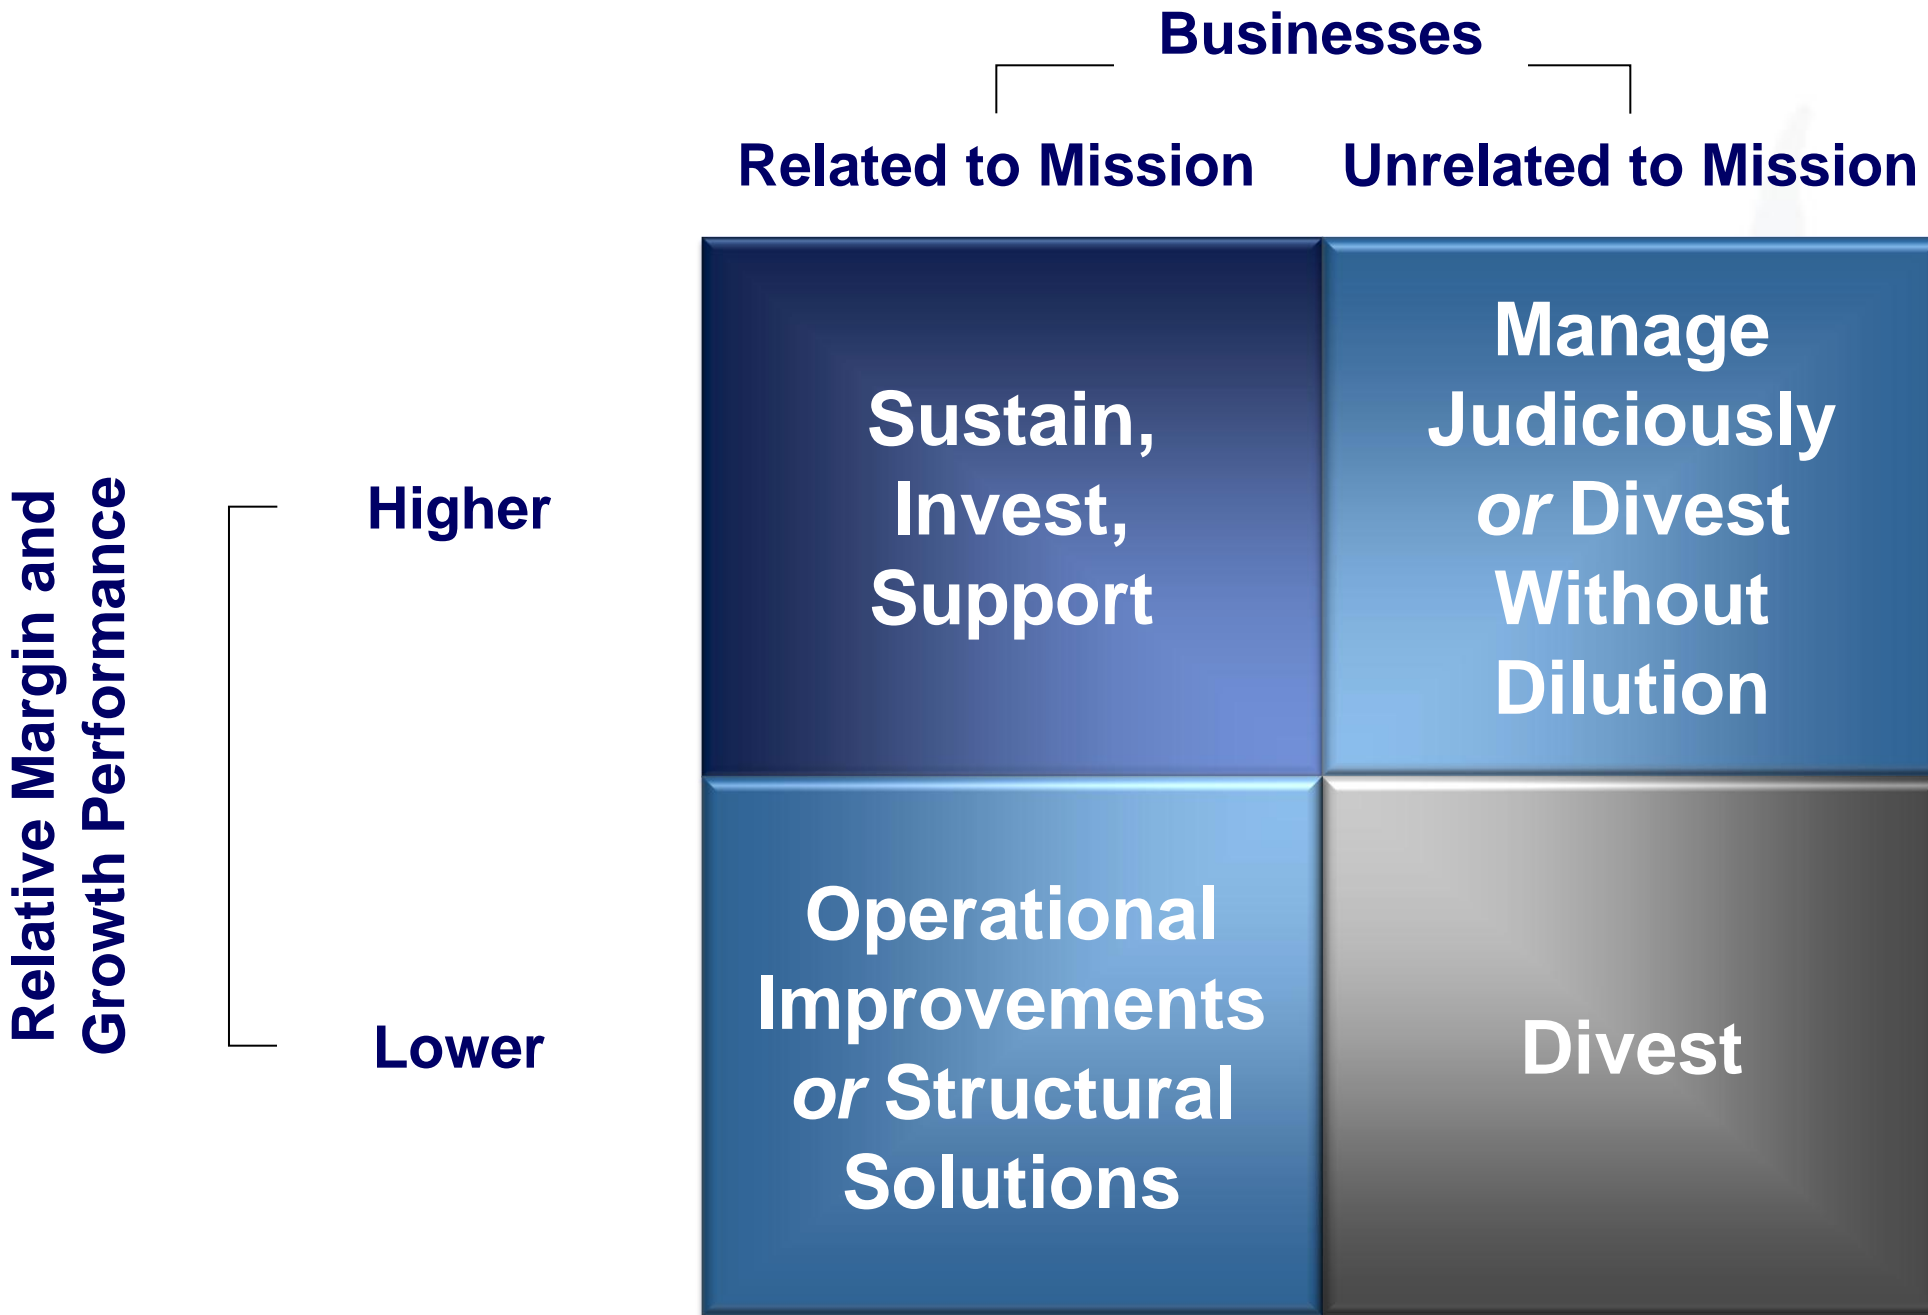 Businesses
Related to Mission
Unrelated to Mission
Relative Margin and
Growth Performance
Higher
Sustain,
Invest,
Support
Manage
Judiciously
or Divest
Without
Dilution
Lower
Operational
Improvements
or Structural
Solutions
Divest